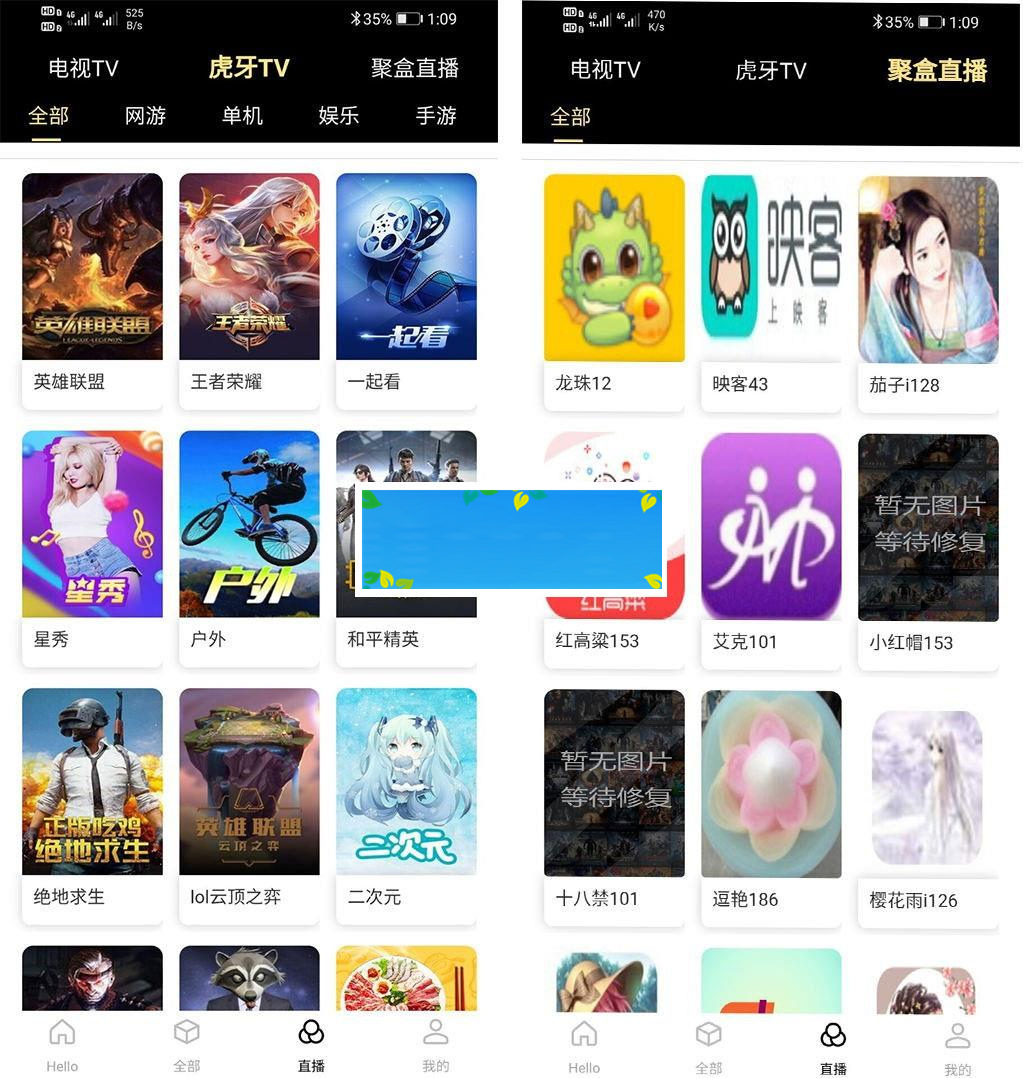 HD 1 4G 4G 525 35% 1:09
HD 2 B/s
电视TV 虎牙TV 聚盒直播
全部 网游 单机 娱乐 手游
英雄联盟 王者荣耀 一起看
LEAGUE OF LEGENDS
英雄联盟 王者荣耀 一起看
星秀 户外
星秀 户外 和平精英
正版吃鸡 英雄联盟
绝地求生 云顶之弈 二次元
绝地求生 lol云顶之弈 二次元
Hello 全部 直播 我的
HD 1 4G 4G 470 35% 1:09
HD 2 K/s
电视TV 虎牙TV 聚盒直播
全部
映客
上映客
龙珠12 映客43 茄子i128
暂无图片
等待修复
红高粱
红高粱153 艾克101 小红帽153
暂无图片
等待修复
十八禁101 逗艳186 樱花雨i126
Hello 全部 直播 我的